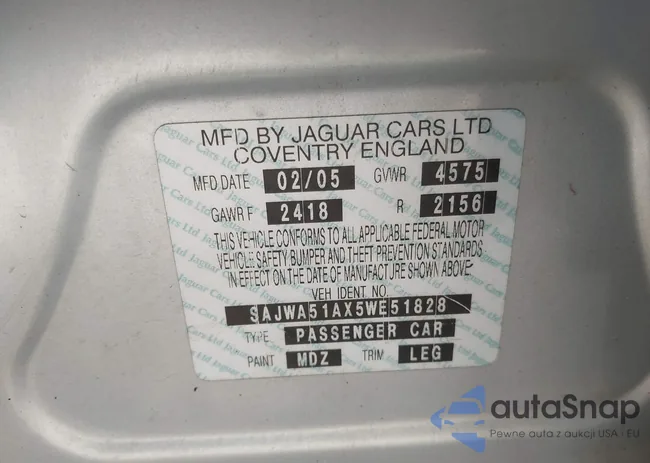 MFD BY JAGUAR CARS LTD
COVENTRY ENGLAND
MFD DATE 02/05 GVWR 4575
GAWR F 2418 R 2156
THIS VEHICLE CONFORMS TO ALL APPLICABLE FEDERAL MOTOR
VEHICLE SAFETY BUMPER AND THEFT PREVENTION STANDARDS
IN EFFECT ON THE DATE OF MANUFACTURE SHOWN ABOVE
VEH IDENT NO
SAJWA51AX5WE51828
TYPE PASSENGER CAR
PAINT MDZ TRIM LEG
autaSnap
Pewne auta z aukcji USA - EU